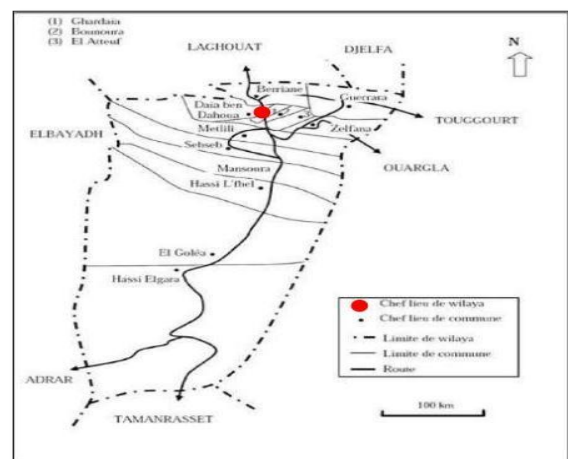 (1) Ghardaia
(2) Bounoura
(3) El Atteuf
LAGHOUAT
DJELFA
N
Berriane
Daia ben
Dahoua
Guerrara
TOUGGOURT
ELBAYADH
Metlili
Zelfana
Sebseb
OUARGLA
Mansoura
Hassi L'fhel
El Goléa
Hassi Elgara
Chef lieu de wilaya
Chef lieu de commune
Limite de wilaya
Limite de commune
Route
ADRAR
100 km
TAMANRASSET